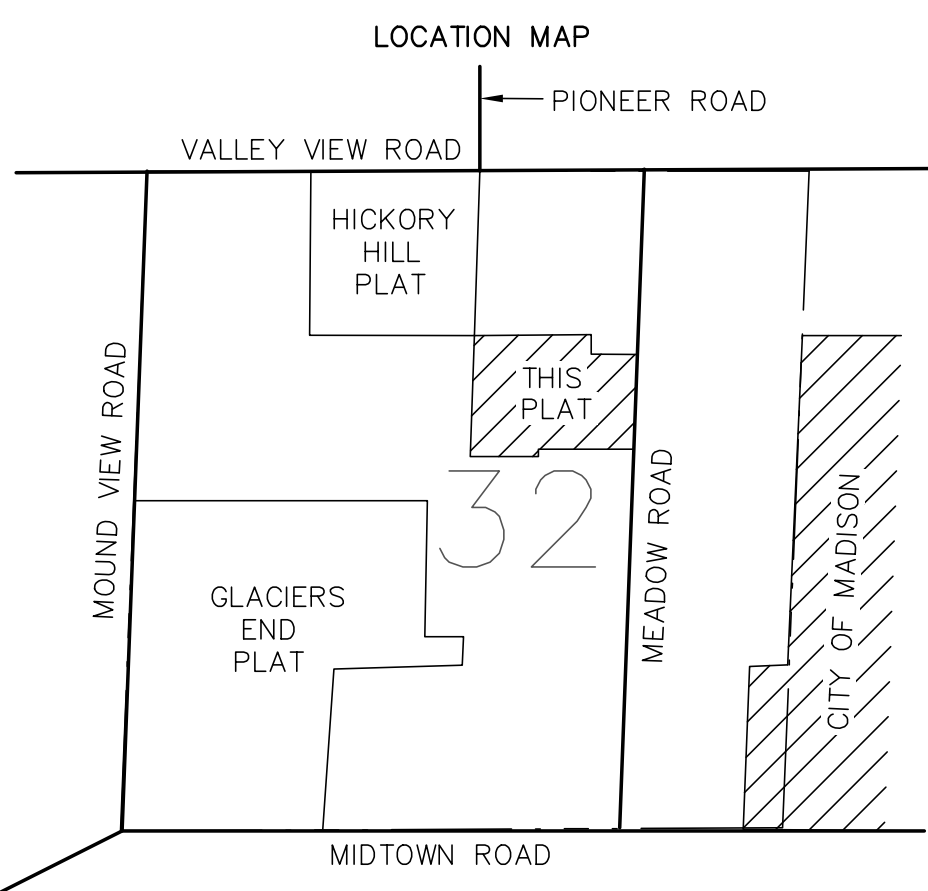 LOCATION MAP
PIONEER ROAD
VALLEY VIEW ROAD
HICKORY
HILL
PLAT
THIS
PLAT
MOUND VIEW ROAD
32
MEADOW ROAD
CITY OF MADISON
GLACIERS
END
PLAT
MIDTOWN ROAD